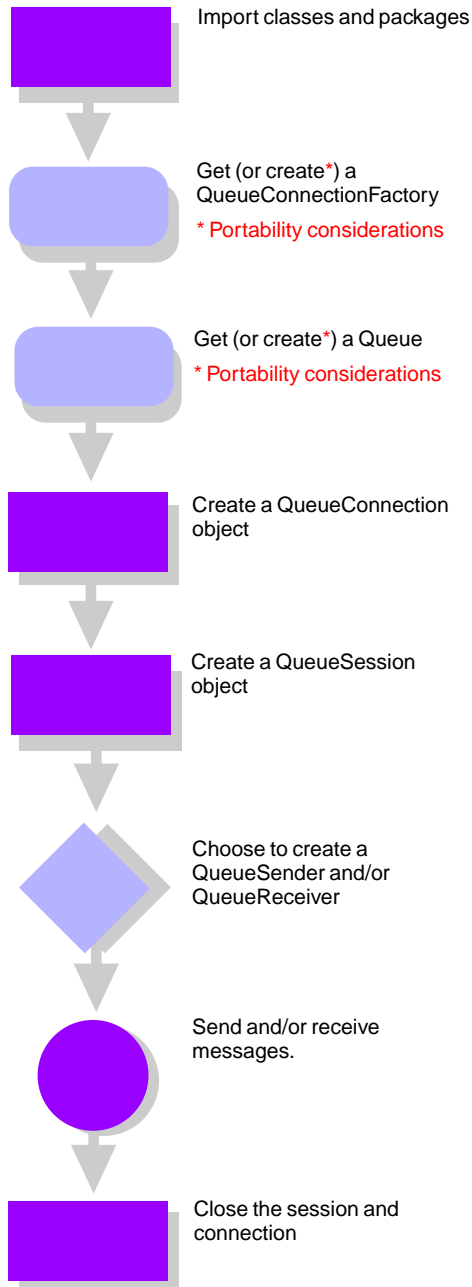 Import classes and packages
Get (or create*) a
QueueConnectionFactory
* Portability considerations
Get (or create*) a Queue
* Portability considerations
Create a QueueConnection
object
Create a QueueSession
object
Choose to create a
QueueSender and/or
QueueReceiver
Send and/or receive
messages.
Close the session and
connection